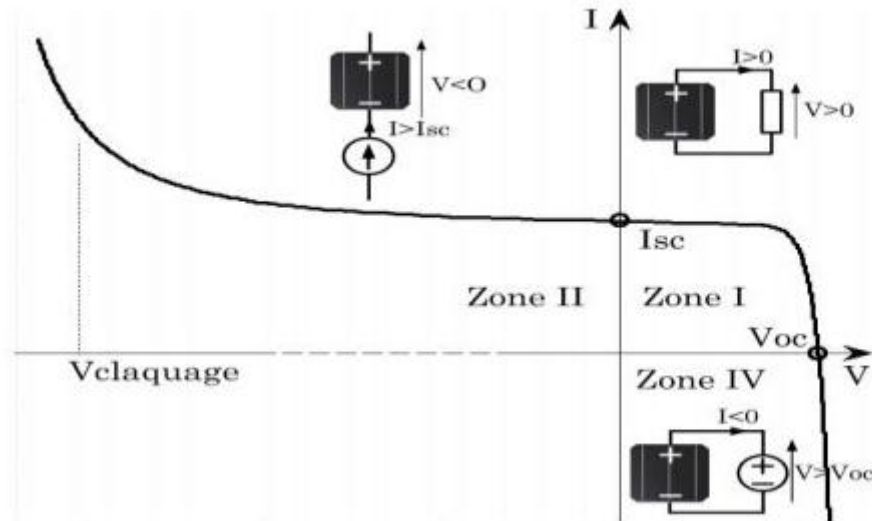 I
I>0
V<O
V>0
I>Isc
Isc
Zone II
Zone I
Voc
Vclaquage
V
Zone IV
I<0
V>Voc